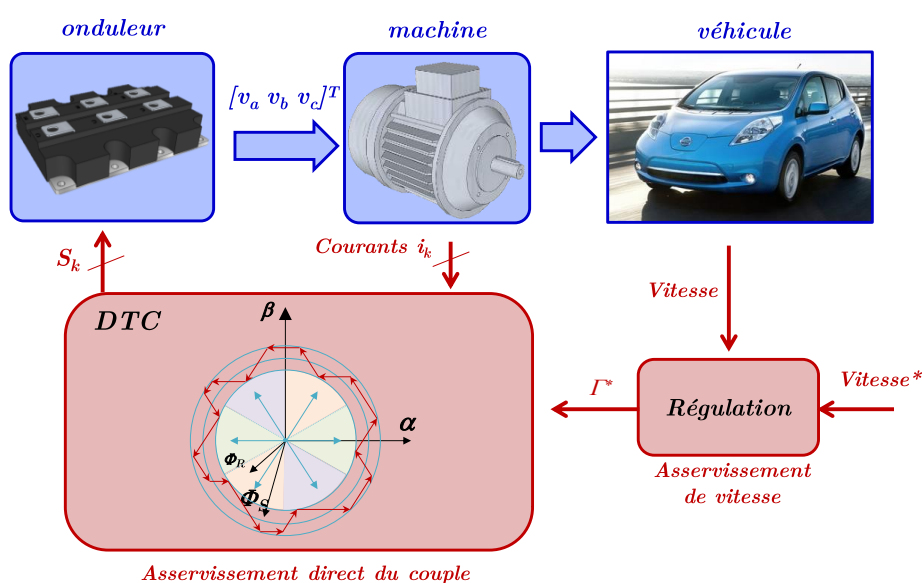 onduleur
machine
véhicule
[v_a v_b v_c]^T
S_k
Courants i_k
Vitesse
DTC
β
α
Φ_R
Φ_S
Γ*
Régulation
Vitesse*
Asservissement
de vitesse
Asservissement direct du couple